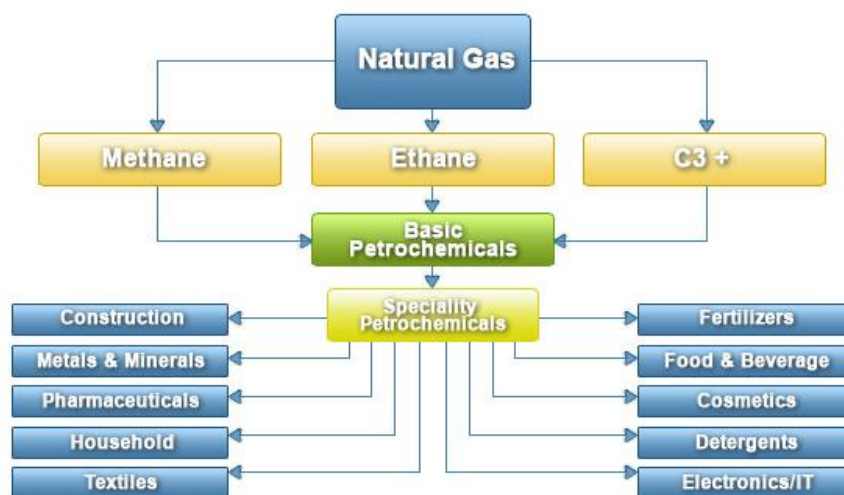 Natural Gas
Methane
Ethane
C3 +
Basic
Petrochemicals
Speciality
Petrochemicals
Construction
Fertilizers
Metals & Minerals
Food & Beverage
Pharmaceuticals
Cosmetics
Household
Detergents
Textiles
Electronics/IT